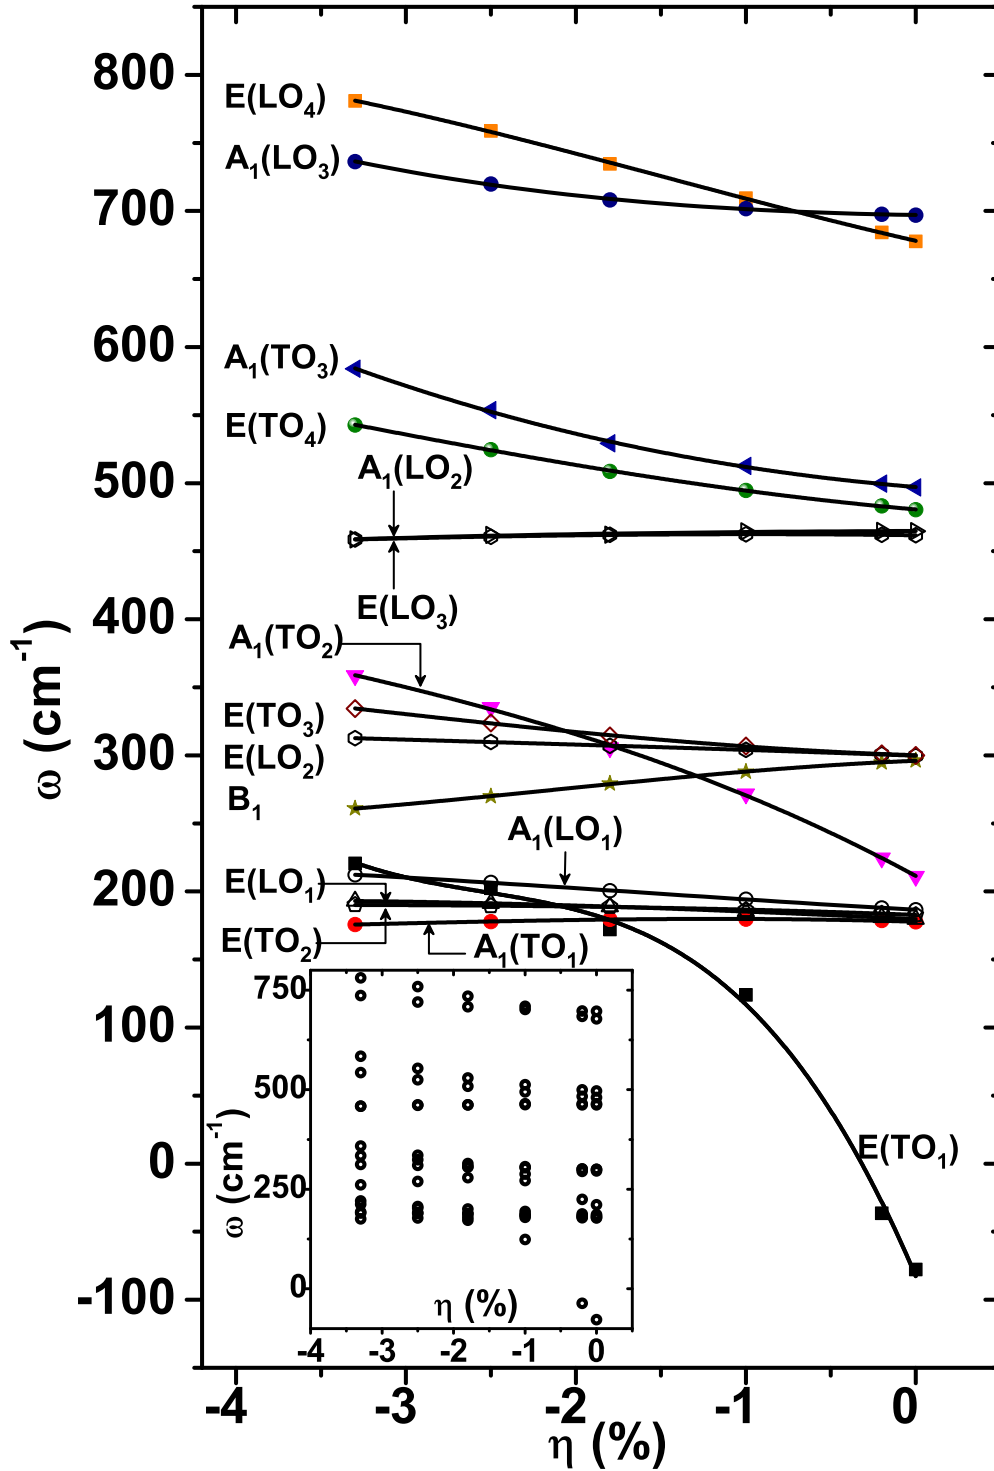 800
E(LO₄)
A₁(LO₃)
700
600
A₁(TO₃)
E(TO₄)
A₁(LO₂)
500
E(LO₃)
400
A₁(TO₂)
E(TO₃)
E(LO₂)
300
B₁
A₁(LO₁)
E(LO₁)
200
E(TO₂)
A₁(TO₁)
100
E(TO₁)
0
-100
ω (cm⁻¹)
-4 -3 -2 -1 0
η (%)
750
500
250
0
ω (cm⁻¹)
η (%)
-4 -3 -2 -1 0